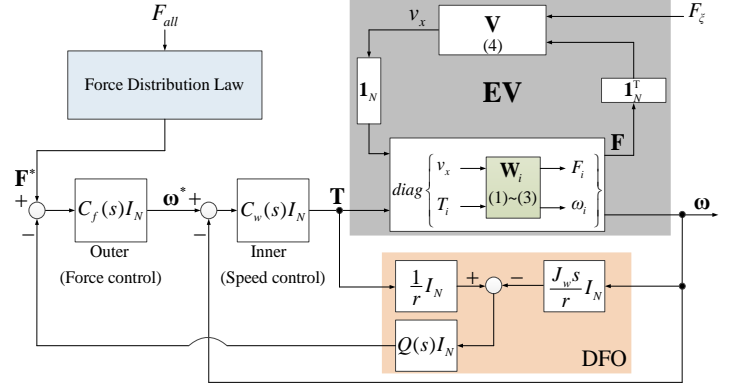 F_all
v_x
V
(4)
F_ξ
Force Distribution Law
1_N
EV
1_N^T
F
F*
+
−
C_f(s)I_N
ω*
+
−
C_w(s)I_N
T
diag
v_x
W_i
F_i
T_i
(1)~(3)
ω_i
ω
Outer
(Force control)
Inner
(Speed control)
1/r I_N
+
−
J_w s/r I_N
Q(s)I_N
DFO